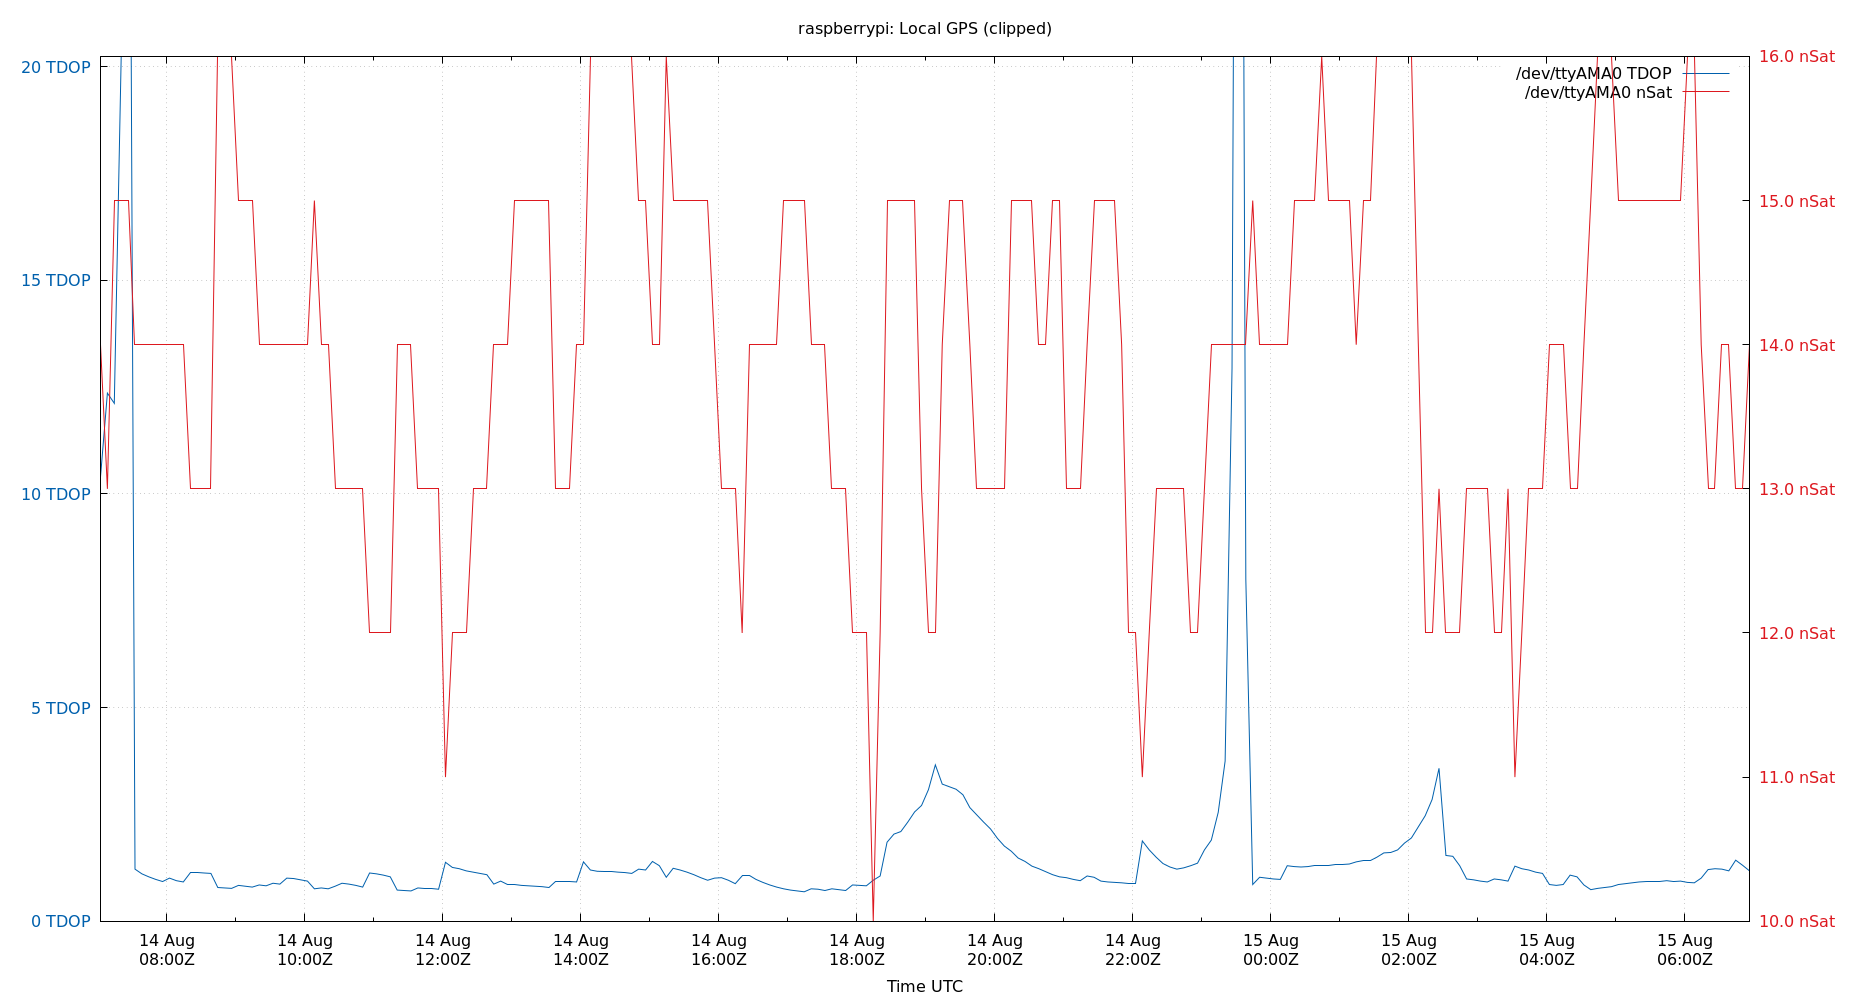 raspberrypi: Local GPS (clipped)
20 TDOP
15 TDOP
10 TDOP
5 TDOP
0 TDOP
16.0 nSat
15.0 nSat
14.0 nSat
13.0 nSat
12.0 nSat
11.0 nSat
10.0 nSat
/dev/ttyAMA0 TDOP
/dev/ttyAMA0 nSat
14 Aug 14 Aug 14 Aug 14 Aug 14 Aug 14 Aug 14 Aug 14 Aug 15 Aug 15 Aug 15 Aug 15 Aug
08:00Z 10:00Z 12:00Z 14:00Z 16:00Z 18:00Z 20:00Z 22:00Z 00:00Z 02:00Z 04:00Z 06:00Z
Time UTC